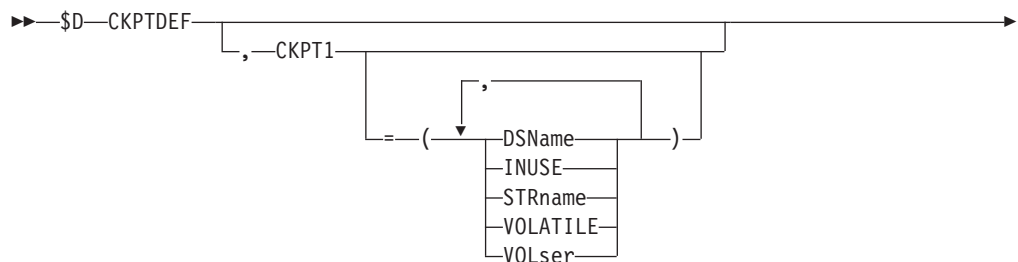 $D CKPTDEF
, CKPT1
,
= ( DSName )
INUSE
STRname
VOLATILE
VOLser